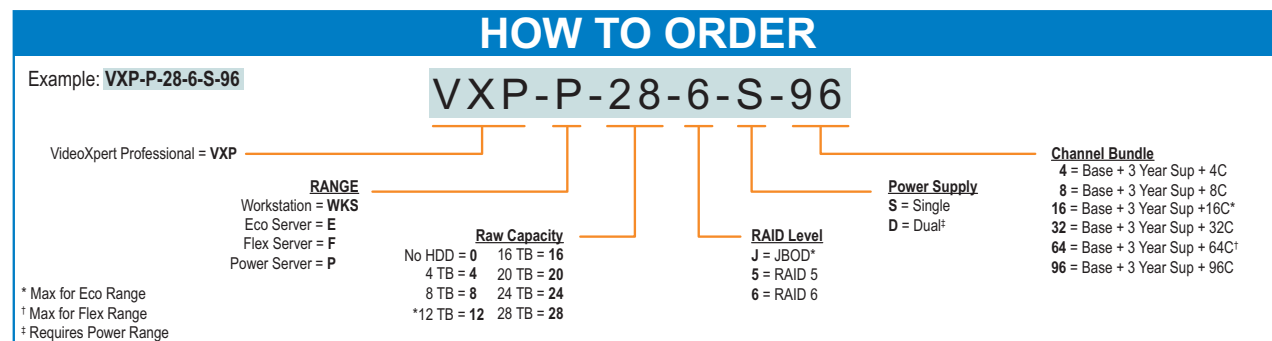 HOW TO ORDER
Example: VXP-P-28-6-S-96
VXP-P-28-6-S-96
VideoXpert Professional = VXP
RANGE
Workstation = WKS
Eco Server = E
Flex Server = F
Power Server = P
Raw Capacity
No HDD = 0 16 TB = 16
4 TB = 4 20 TB = 20
8 TB = 8 24 TB = 24
*12 TB = 12 28 TB = 28
RAID Level
J = JBOD*
5 = RAID 5
6 = RAID 6
Power Supply
S = Single
D = Dual‡
Channel Bundle
4 = Base + 3 Year Sup + 4C
8 = Base + 3 Year Sup + 8C
16 = Base + 3 Year Sup +16C*
32 = Base + 3 Year Sup + 32C
64 = Base + 3 Year Sup + 64C†
96 = Base + 3 Year Sup + 96C
* Max for Eco Range
† Max for Flex Range
‡ Requires Power Range